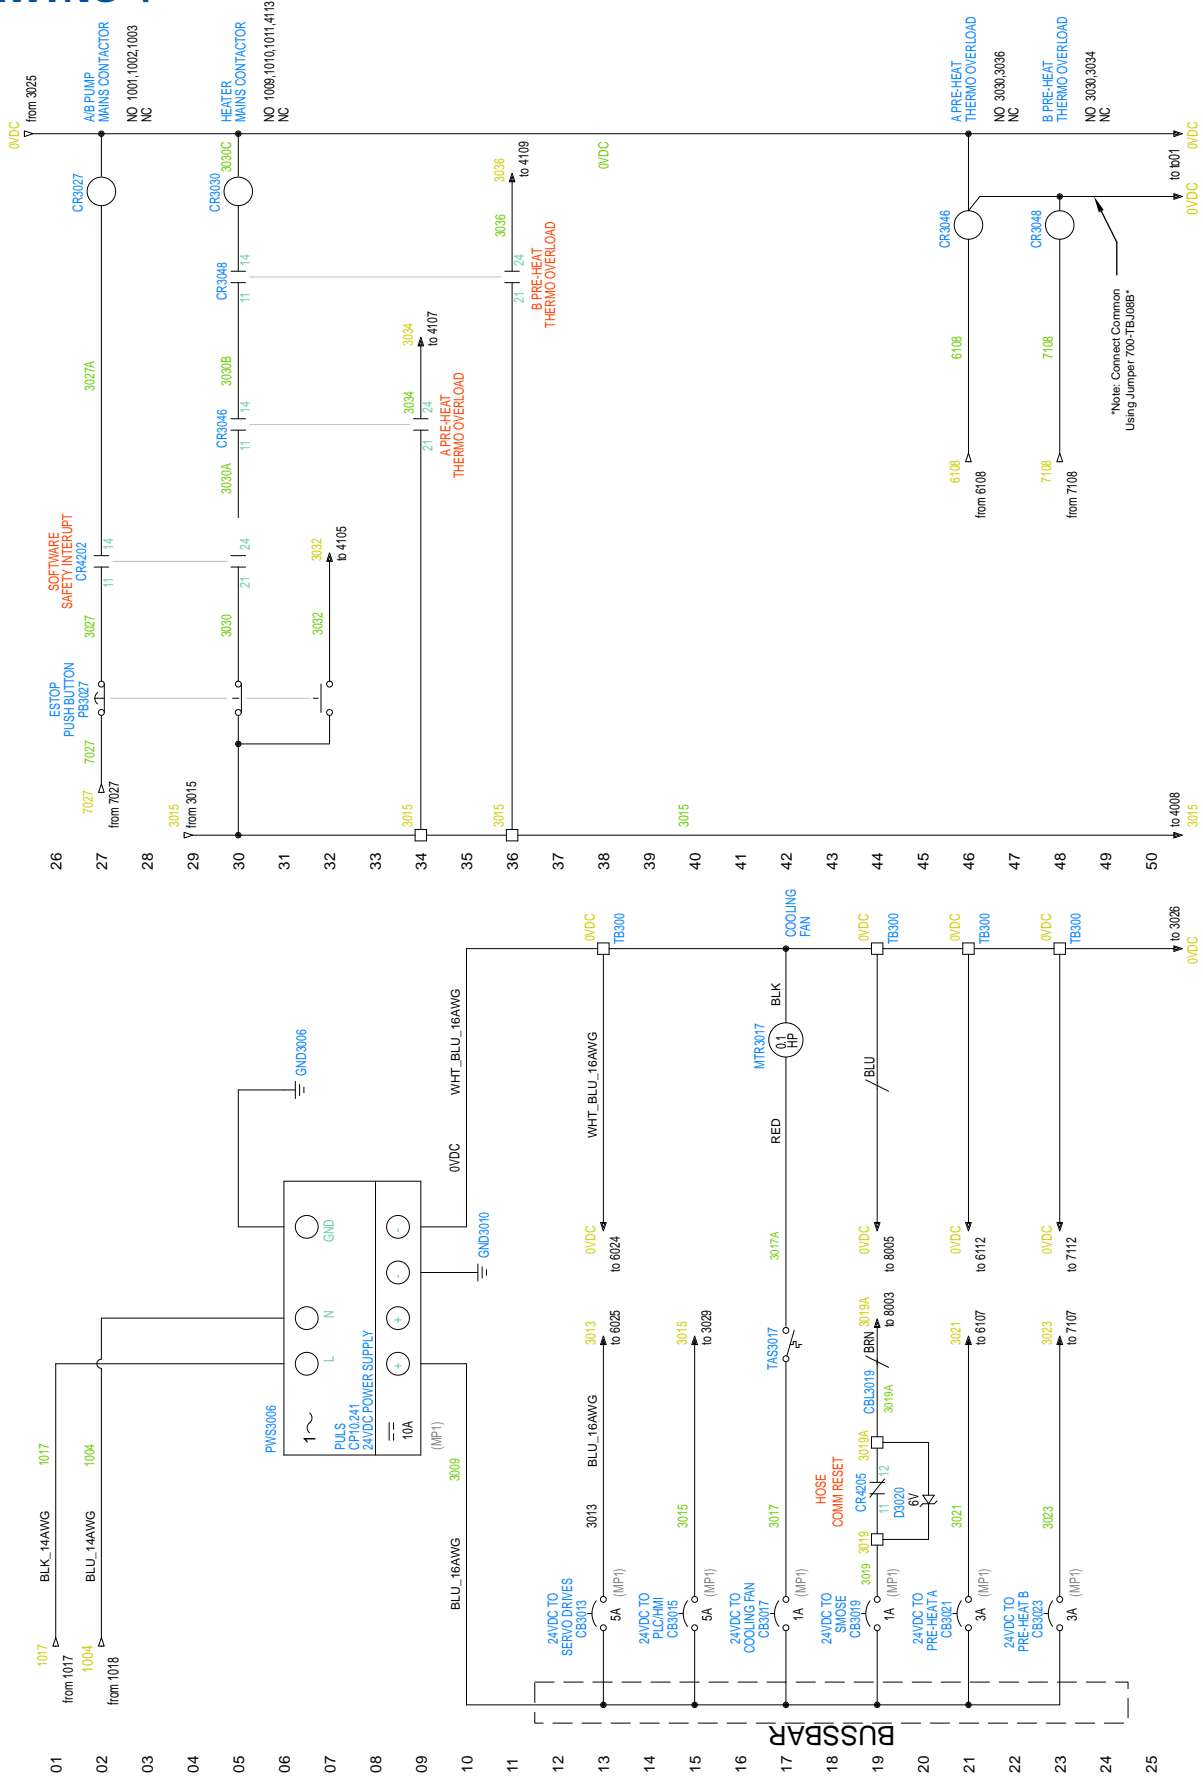 01
02
03
04
05
06
07
08
09
10
11
12
13
14
15
16
17
18
19
20
21
22
23
24
25
1017
from 1017
BLK_14AWG
1017
1004
from 1018
BLU_14AWG
1004
PWS3006
1
L
N
GND
PULS
CP10.241
24VDC POWER SUPPLY
10A
+
+
-
-
(MP1)
GND3006
GND3010
BLU_16AWG
3009
0VDC
WHT_BLU_16AWG
BUSSBAR
24VDC TO
SERVO DRIVES
CB3013
5A
(MP1)
3013
BLU_16AWG
3013
to 6025
0VDC
to 6024
WHT_BLU_16AWG
0VDC
TB300
24VDC TO
PLC/HMI
CB3015
5A
(MP1)
3015
3015
to 3029
24VDC TO
COOLING FAN
CB3017
1A
(MP1)
3017
TAS3017
3017A
RED
MTR3017
0.1
HP
BLK
COOLING
FAN
24VDC TO
SMOSE
CB3019
1A
(MP1)
3019
3019
HOSE
COMM RESET
CR4205
11
12
D3020
6V
3019A
CBL3019
3019A
BRN
3019A
to 8003
0VDC
to 8005
BLU
0VDC
TB300
24VDC TO
PRE-HEAT A
CB3021
3A
(MP1)
3021
3021
to 6107
0VDC
to 6112
0VDC
TB300
24VDC TO
PRE-HEAT B
CB3023
3A
(MP1)
3023
3023
to 7107
0VDC
to 7112
0VDC
TB300
to 3026
0VDC
26
27
28
29
30
31
32
33
34
35
36
37
38
39
40
41
42
43
44
45
46
47
48
49
50
0VDC
from 3025
7027
from 7027
7027
ESTOP
PUSH BUTTON
PB3027
3027
SOFTWARE
SAFETY INTERUPT
CR4202
11
14
3027A
CR3027
A/B PUMP
MAINS CONTACTOR
NO 1001,1002,1003
NC
3015
from 3015
3030
21
24
3030A
CR3046
11
14
3030B
CR3048
11
14
CR3030
3030C
HEATER
MAINS CONTACTOR
NO 1009,1010,1011,4113
NC
3032
3032
to 4105
3015
21
24
3034
3034
to 4107
A PRE-HEAT
THERMO OVERLOAD
3015
21
24
3036
3036
to 4109
B PRE-HEAT
THERMO OVERLOAD
0VDC
3015
6108
from 6108
6108
CR3046
A PRE-HEAT
THERMO OVERLOAD
NO 3030,3036
NC
7108
from 7108
7108
CR3048
B PRE-HEAT
THERMO OVERLOAD
NO 3030,3034
NC
*Note: Connect Common
Using Jumper 700-TBJ08B*
to 4008
3015
to tb01
0VDC
0VDC